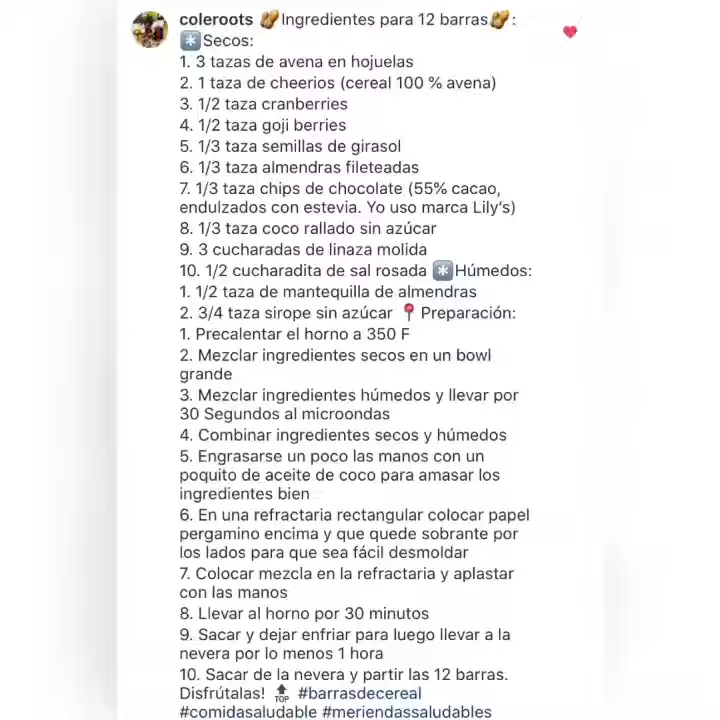 coleroots 🥜Ingredientes para 12 barras🥜:
*️⃣Secos:
1. 3 tazas de avena en hojuelas
2. 1 taza de cheerios (cereal 100 % avena)
3. 1/2 taza cranberries
4. 1/2 taza goji berries
5. 1/3 taza semillas de girasol
6. 1/3 taza almendras fileteadas
7. 1/3 taza chips de chocolate (55% cacao,
endulzados con estevia. Yo uso marca Lily's)
8. 1/3 taza coco rallado sin azúcar
9. 3 cucharadas de linaza molida
10. 1/2 cucharadita de sal rosada *️⃣Húmedos:
1. 1/2 taza de mantequilla de almendras
2. 3/4 taza sirope sin azúcar 📍Preparación:
1. Precalentar el horno a 350 F
2. Mezclar ingredientes secos en un bowl
grande
3. Mezclar ingredientes húmedos y llevar por
30 Segundos al microondas
4. Combinar ingredientes secos y húmedos
5. Engrasarse un poco las manos con un
poquito de aceite de coco para amasar los
ingredientes bien
6. En una refractaria rectangular colocar papel
pergamino encima y que quede sobrante por
los lados para que sea fácil desmoldar
7. Colocar mezcla en la refractaria y aplastar
con las manos
8. Llevar al horno por 30 minutos
9. Sacar y dejar enfriar para luego llevar a la
nevera por lo menos 1 hora
10. Sacar de la nevera y partir las 12 barras.
Disfrútalas! 🔝 #barrasdecereal
#comidasaludable #meriendassaludables